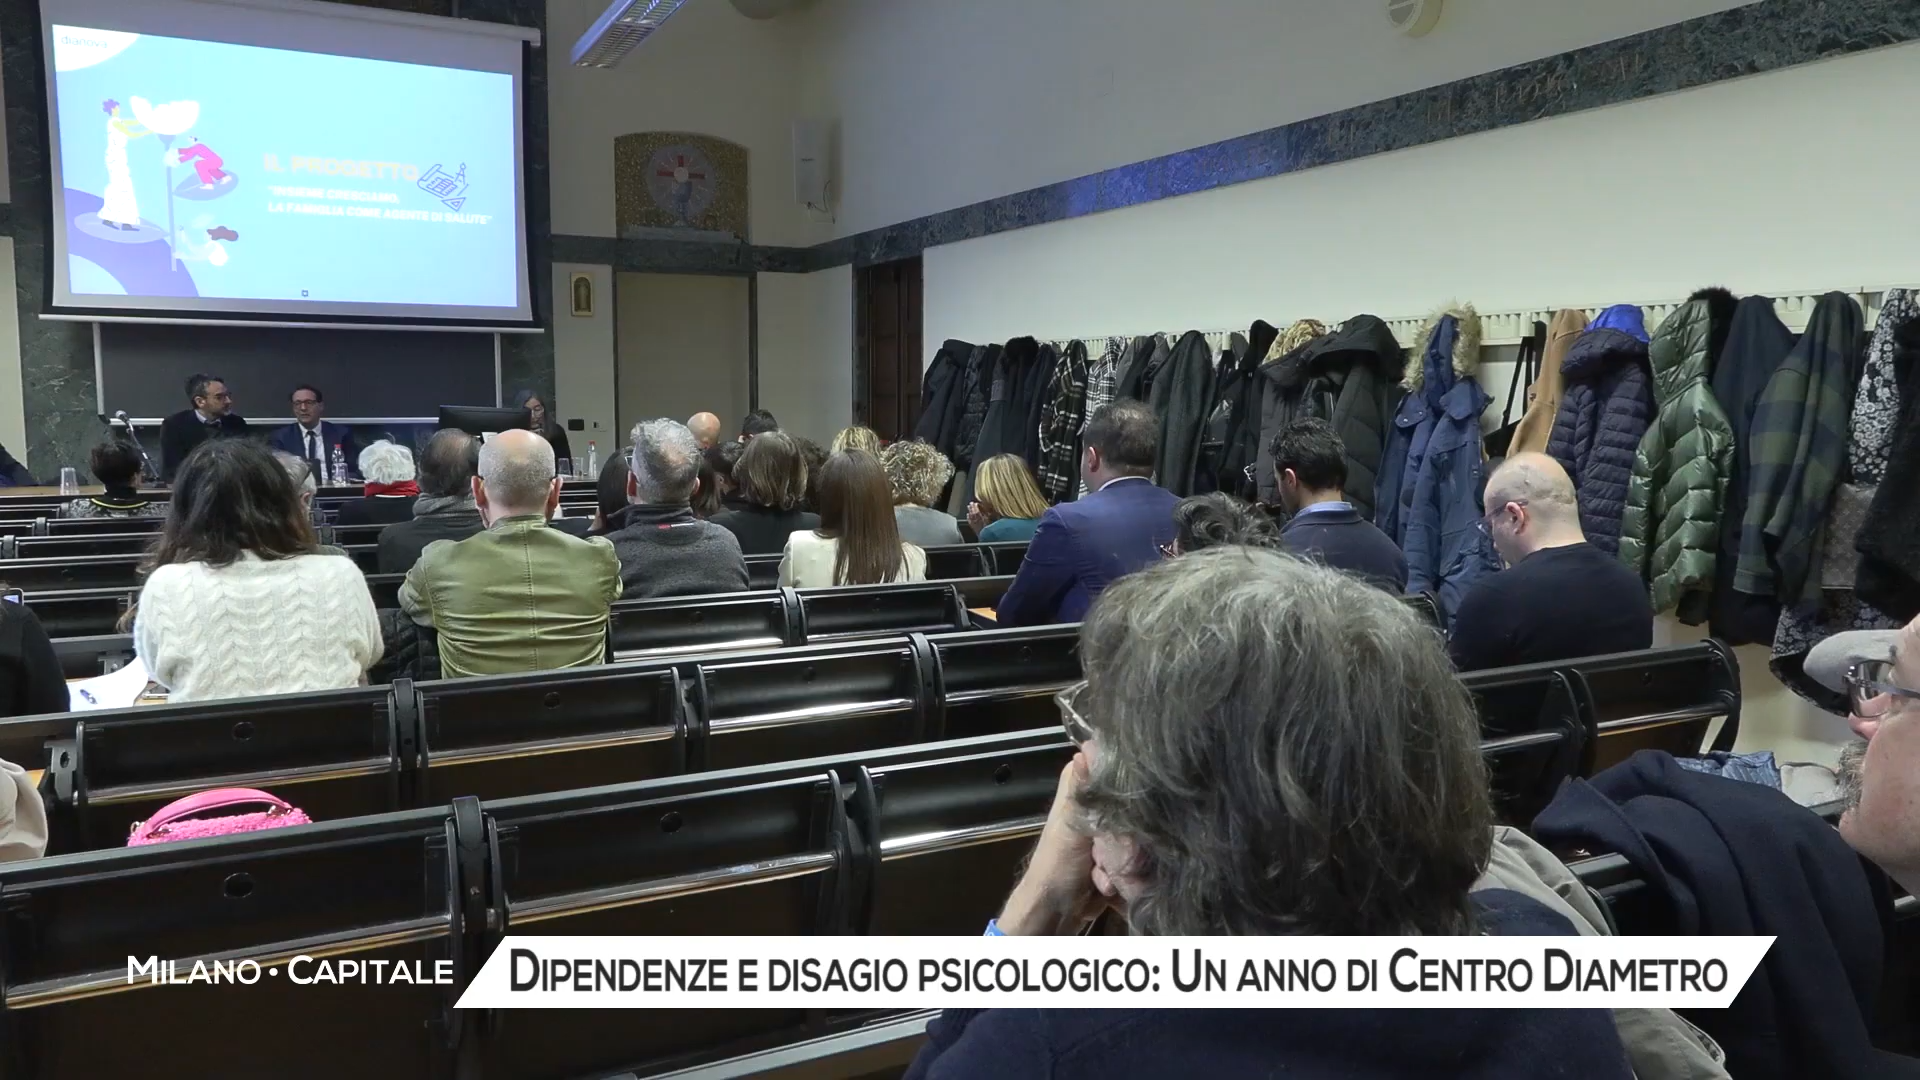 dianova
IL PROGETTO
"INSIEME CRESCIAMO,
LA FAMIGLIA COME AGENTE DI SALUTE"
MILANO • CAPITALE
DIPENDENZE E DISAGIO PSICOLOGICO: UN ANNO DI CENTRO DIAMETRO